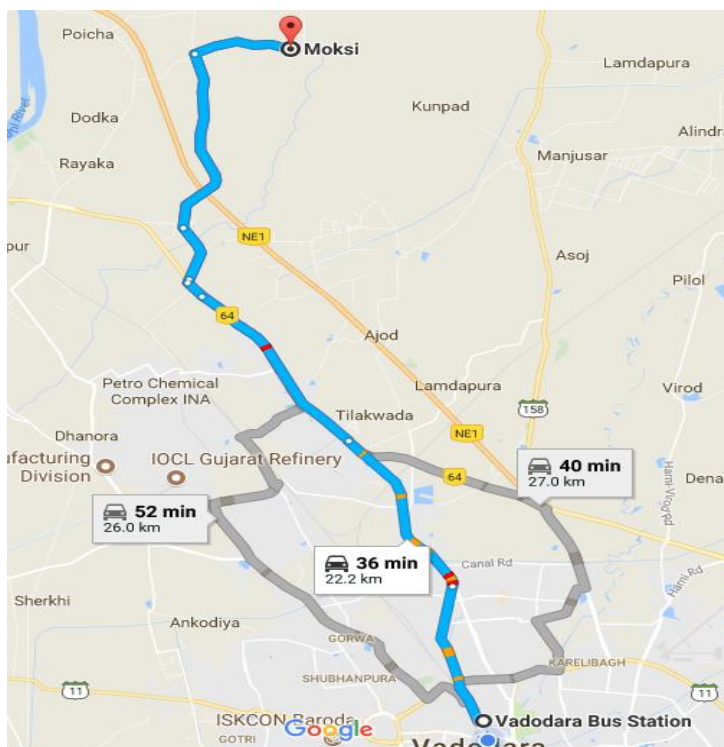 Poicha
Moksi
Lamdapura
Kunpad
Dodka
Alindra
Manjusar
Rayaka
NE1
Asoj
pur
Pilol
64
Ajod
Petro Chemical
Complex INA
Lamdapura
Virod
158
Tilakwada
Dhanora
NE1
ufacturing
Division
IOCL Gujarat Refinery
64
40 min
27.0 km
Dena
52 min
26.0 km
36 min
22.2 km
Canal Rd
Harni Rd
Sherkhi
Ankodiya
GORWA
KARELIBAGH
SHUBHANPURA
11
11
Vadodara Bus Station
ISKCON Baroda
Google
GOTRI
Vadodara